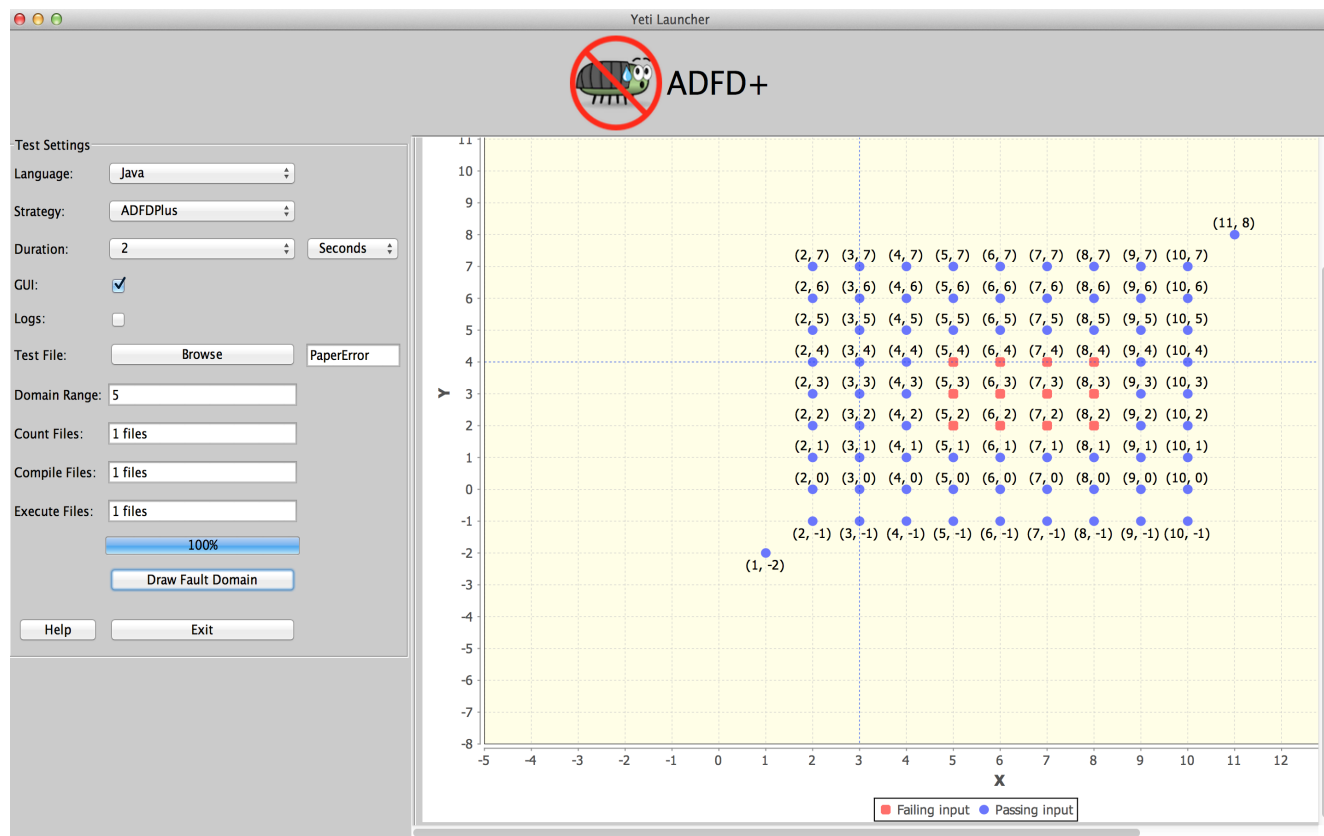 Yeti Launcher
ADFD+
Test Settings
Language: Java
Strategy: ADFDPlus
Duration: 2 Seconds
GUI:
Logs:
Test File: Browse PaperError
Domain Range: 5
Count Files: 1 files
Compile Files: 1 files
Execute Files: 1 files
100%
Draw Fault Domain
Help Exit
11
10
9
(11, 8)
8
(2, 7) (3, 7) (4, 7) (5, 7) (6, 7) (7, 7) (8, 7) (9, 7) (10, 7)
7
(2, 6) (3, 6) (4, 6) (5, 6) (6, 6) (7, 6) (8, 6) (9, 6) (10, 6)
6
(2, 5) (3, 5) (4, 5) (5, 5) (6, 5) (7, 5) (8, 5) (9, 5) (10, 5)
5
(2, 4) (3, 4) (4, 4) (5, 4) (6, 4) (7, 4) (8, 4) (9, 4) (10, 4)
4
(2, 3) (3, 3) (4, 3) (5, 3) (6, 3) (7, 3) (8, 3) (9, 3) (10, 3)
Y
3
(2, 2) (3, 2) (4, 2) (5, 2) (6, 2) (7, 2) (8, 2) (9, 2) (10, 2)
2
(2, 1) (3, 1) (4, 1) (5, 1) (6, 1) (7, 1) (8, 1) (9, 1) (10, 1)
1
(2, 0) (3, 0) (4, 0) (5, 0) (6, 0) (7, 0) (8, 0) (9, 0) (10, 0)
0
-1
(2, -1) (3, -1) (4, -1) (5, -1) (6, -1) (7, -1) (8, -1) (9, -1) (10, -1)
-2
(1, -2)
-3
-4
-5
-6
-7
-8
-5 -4 -3 -2 -1 0 1 2 3 4 5 6 7 8 9 10 11 12
X
Failing input Passing input